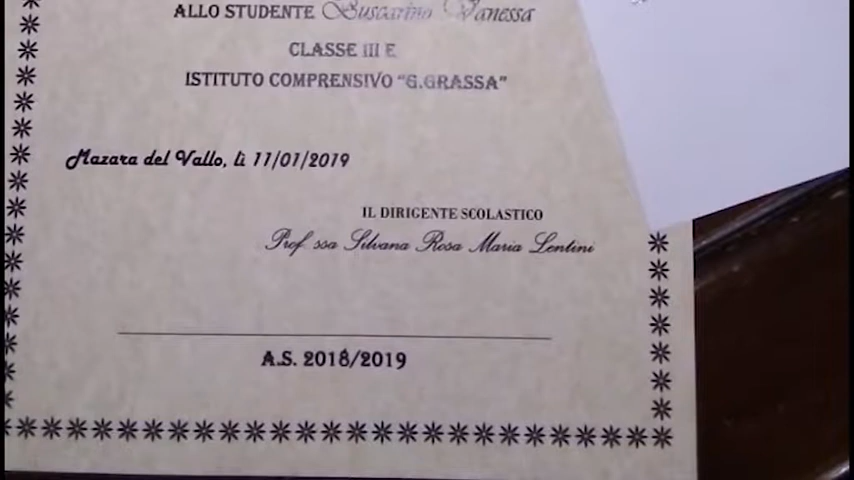 ALLO STUDENTE Buscarino Vanessa
CLASSE III E
ISTITUTO COMPRENSIVO “G.GRASSA”
Mazara del Vallo, lì 11/01/2019
IL DIRIGENTE SCOLASTICO
Prof.ssa Silvana Rosa Maria Lentini
A.S. 2018/2019